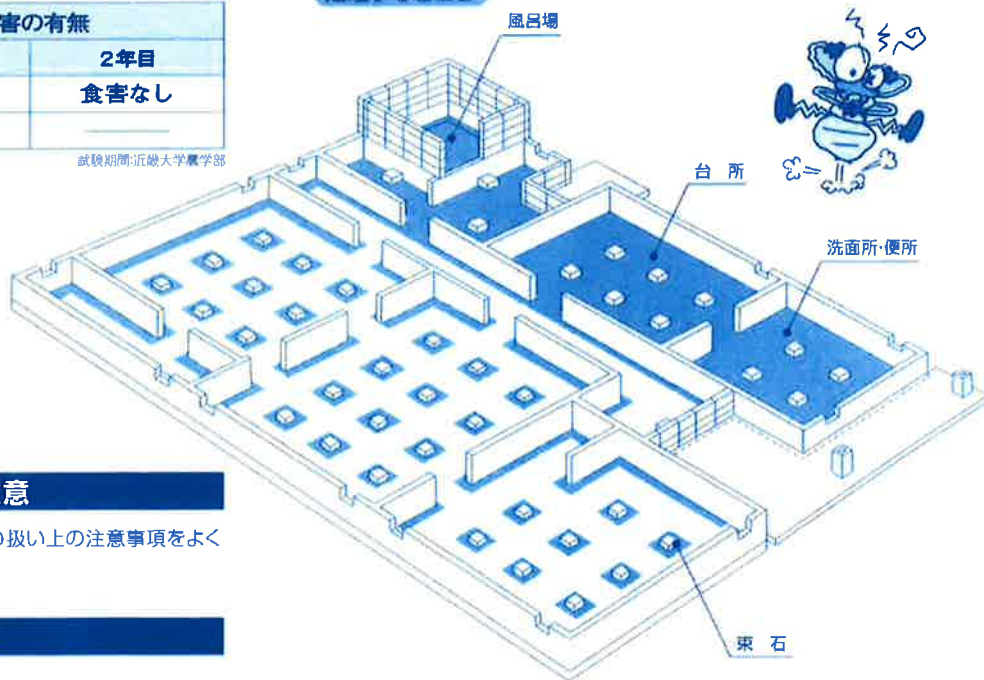 害の有無
2年目
食害なし
試験期間:近畿大学農学部
風呂場
台 所
洗面所・便所
意
扱い上の注意事項をよく
束 石